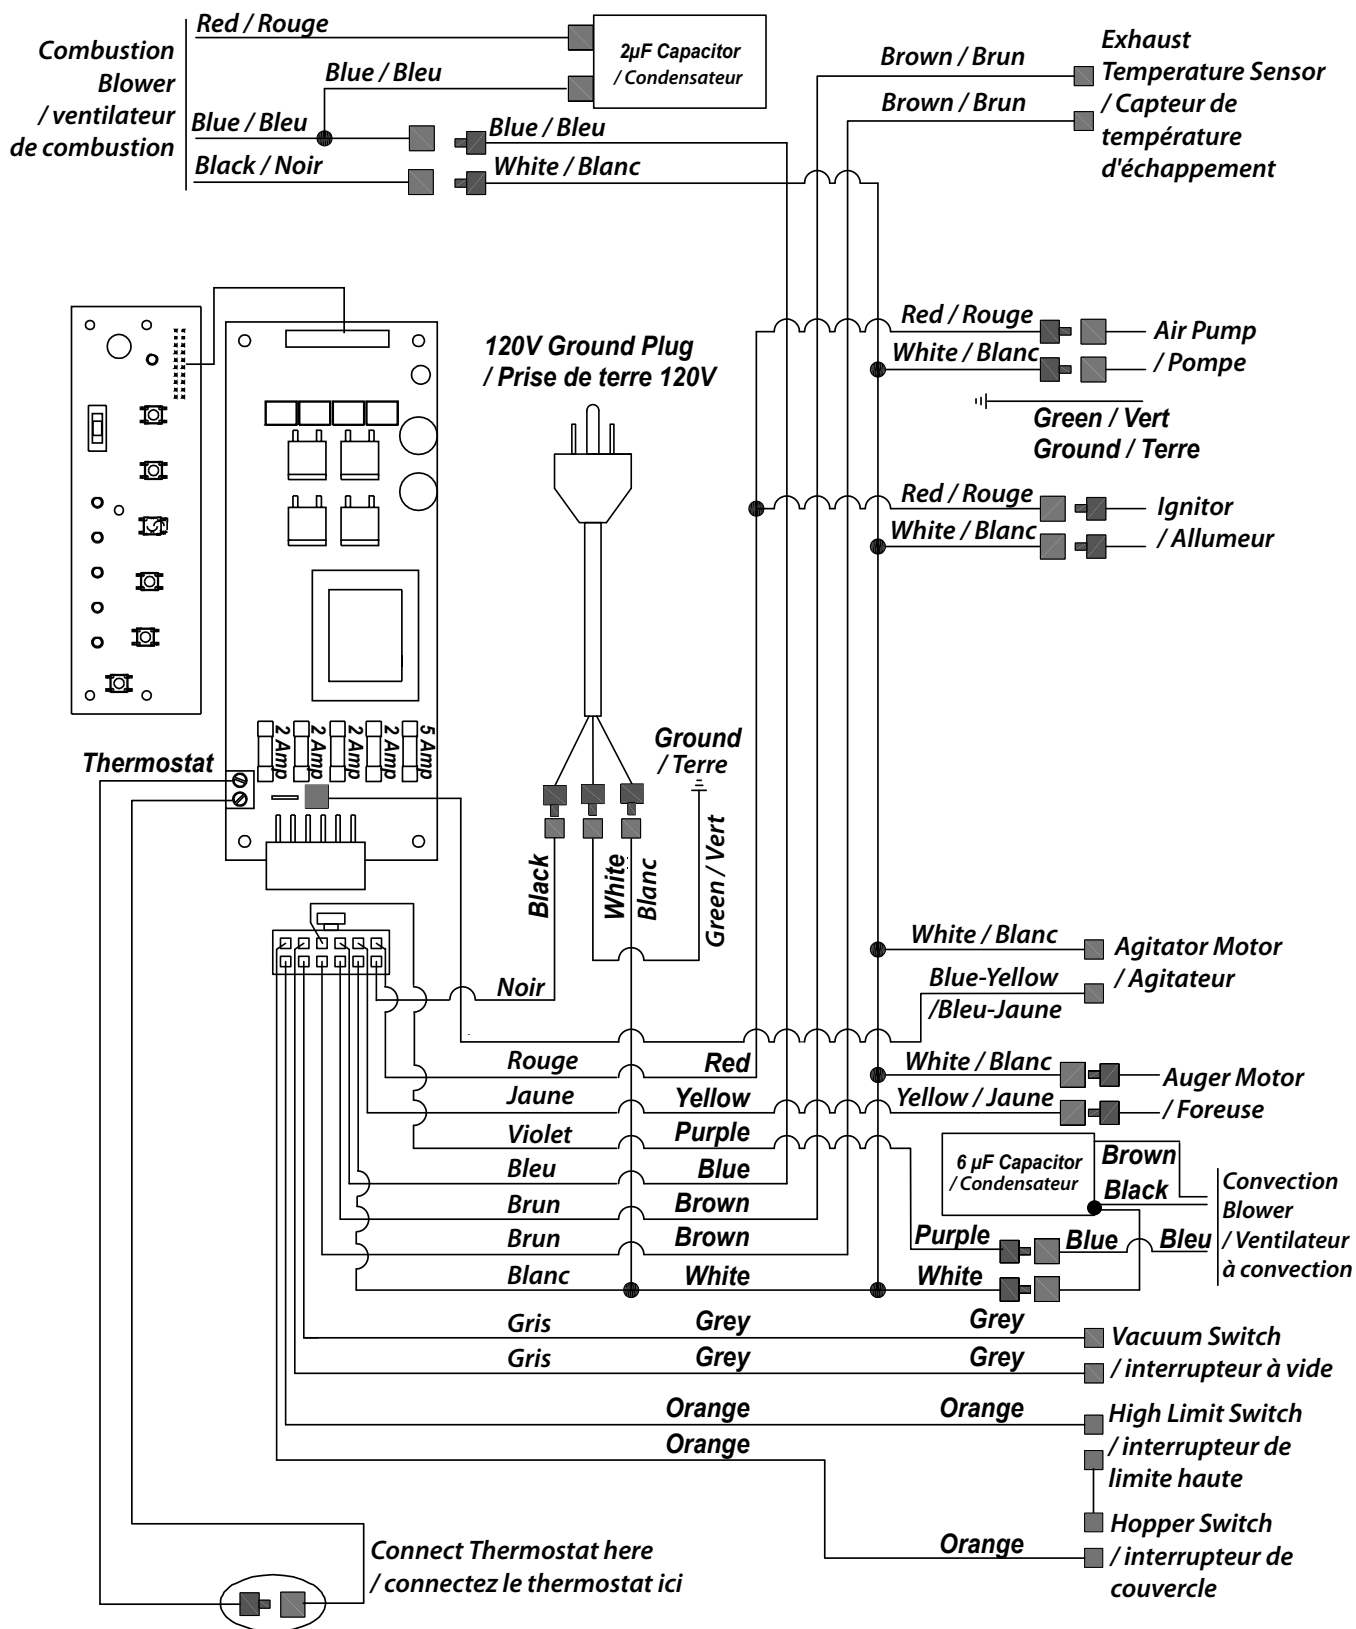 Combustion
Blower
/ ventilateur
de combustion
Red / Rouge
Blue / Bleu
Blue / Bleu
Black / Noir
2µF Capacitor
/ Condensateur
Blue / Bleu
White / Blanc
Brown / Brun
Brown / Brun
Exhaust
Temperature Sensor
/ Capteur de
température
d'échappement
120V Ground Plug
/ Prise de terre 120V
Red / Rouge
White / Blanc
Air Pump
/ Pompe
Green / Vert
Ground / Terre
Red / Rouge
White / Blanc
Ignitor
/ Allumeur
2 Amp
2 Amp
2 Amp
2 Amp
5 Amp
Thermostat
Ground
/ Terre
Black
White
Blanc
Green / Vert
Noir
White / Blanc
Agitator Motor
/ Agitateur
Blue-Yellow
/Bleu-Jaune
Rouge
Red
White / Blanc
Auger Motor
/ Foreuse
Jaune
Yellow
Yellow / Jaune
Violet
Purple
Bleu
Blue
6 µF Capacitor
/ Condensateur
Brown
Black
Convection
Blower
/ Ventilateur
à convection
Brun
Brown
Brun
Brown
Purple
Blue
Bleu
Blanc
White
White
Gris
Grey
Grey
Vacuum Switch
/ interrupteur à vide
Gris
Grey
Grey
Orange
Orange
High Limit Switch
/ interrupteur de
limite haute
Orange
Orange
Hopper Switch
/ interrupteur de
couvercle
Connect Thermostat here
/ connectez le thermostat ici